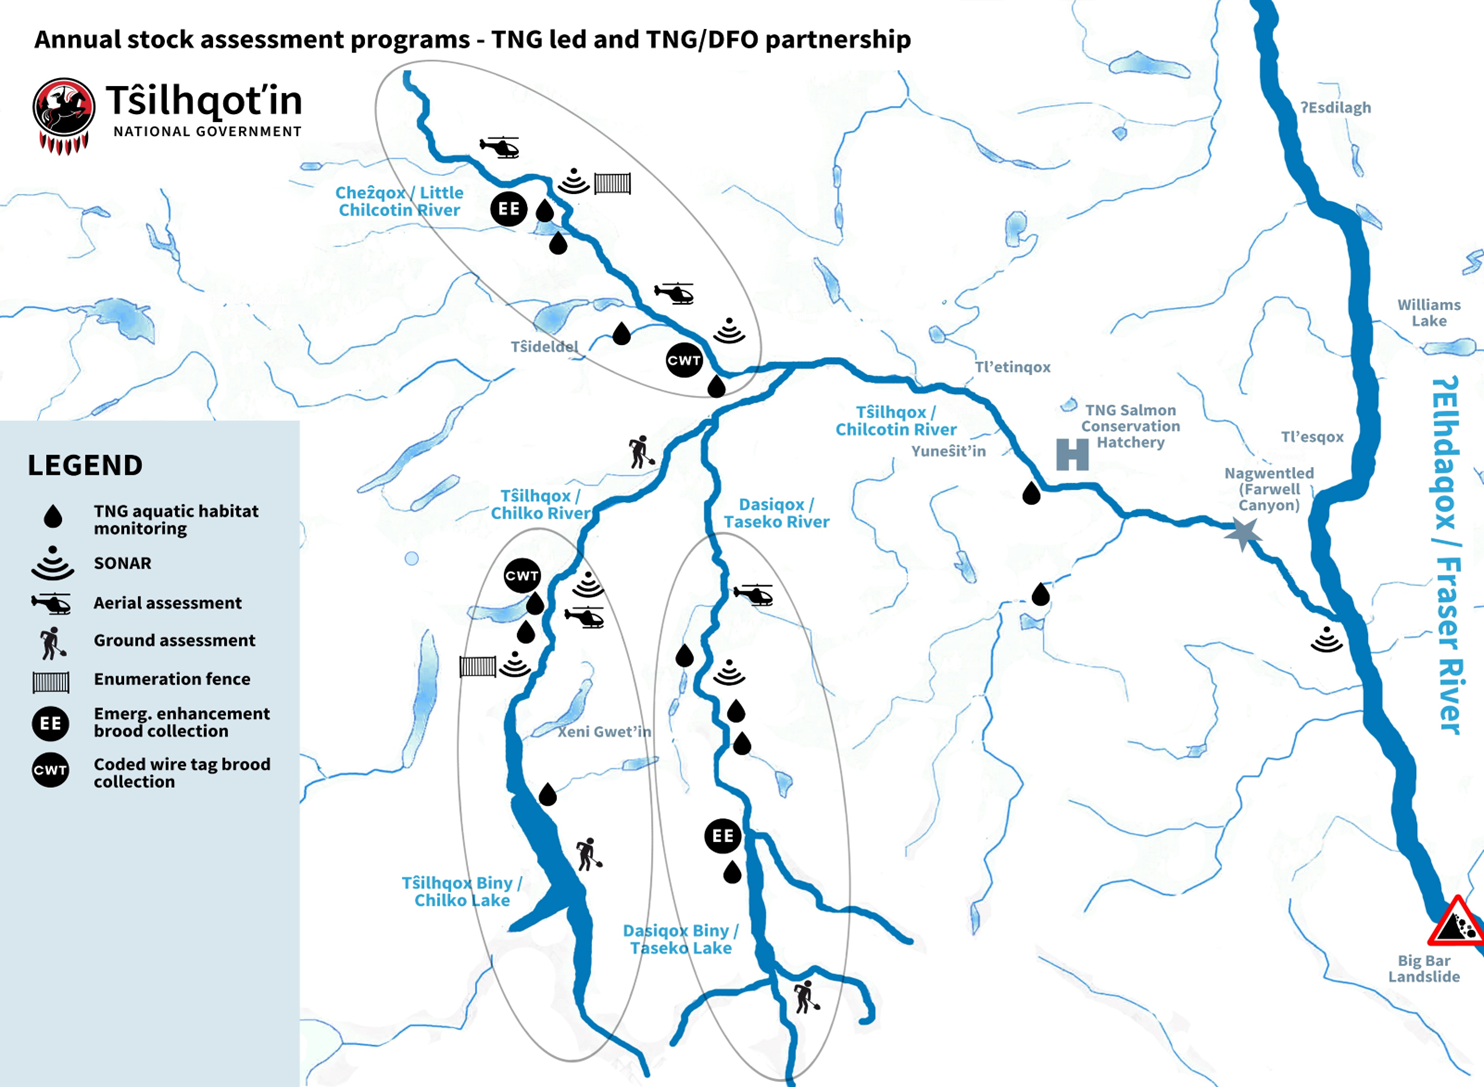 Annual stock assessment programs - TNG led and TNG/DFO partnership
Tŝilhqot'in
NATIONAL GOVERNMENT
ʔEsdilagh
Cheẑqox / Little
Chilcotin River
EE
Williams
Lake
Tŝideldel
CWT
Tl'etinqox
Tŝilhqox /
Chilcotin River
TNG Salmon
Conservation
Hatchery
H
Yuneŝit'in
Tl'esqox
Nagwentled
(Farwell
Canyon)
ʔElhdaqox / Fraser River
LEGEND
TNG aquatic habitat
monitoring
SONAR
Aerial assessment
Ground assessment
Enumeration fence
EE
Emerg. enhancement
brood collection
CWT
Coded wire tag brood
collection
Tŝilhqox /
Chilko River
Dasiqox /
Taseko River
CWT
Xeni Gwet'in
EE
Tŝilhqox Biny /
Chilko Lake
Dasiqox Biny /
Taseko Lake
Big Bar
Landslide